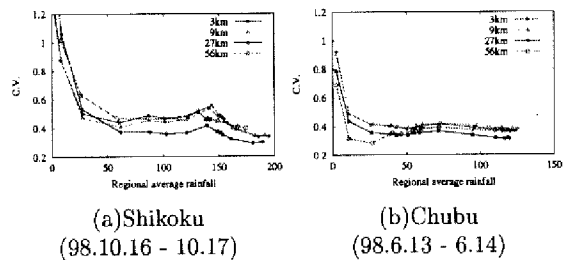 1.2
1
0.8
0.6
0.4
0.2
C.V.
3km
9km
27km
56km
0 50 100 150 200
Regional average rainfall
(a)Shikoku
(98.10.16 - 10.17)
1.2
1
0.8
0.6
0.4
0.2
C.V.
3km
9km
27km
56km
0 50 100 150
Regional average rainfall
(b)Chubu
(98.6.13 - 6.14)